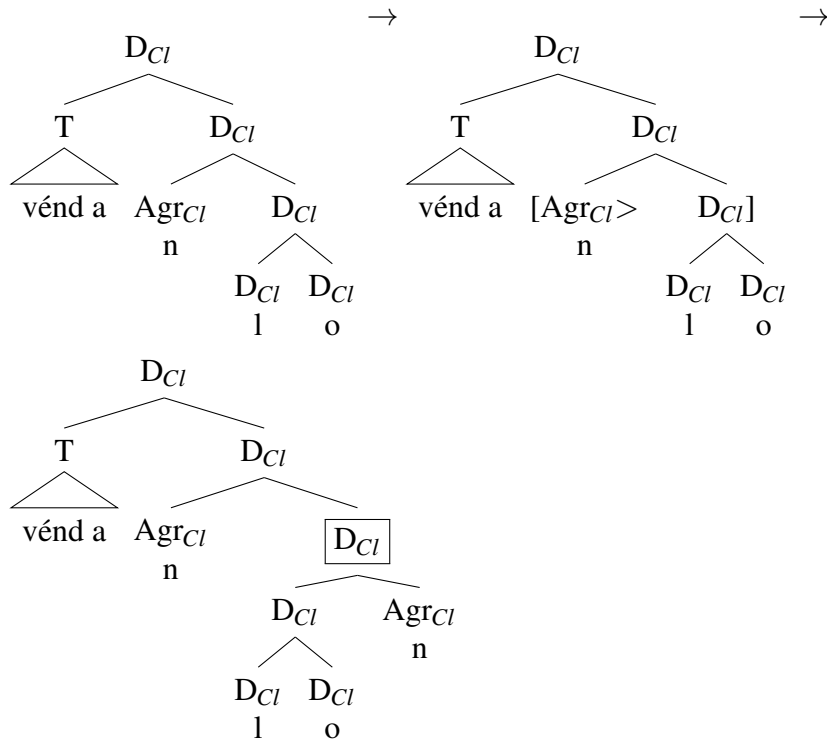 → →
D_Cl D_Cl
T D_Cl T D_Cl
vénd a Agr_Cl D_Cl vénd a [Agr_Cl> D_Cl]
n n
D_Cl D_Cl D_Cl D_Cl
l o l o
D_Cl
T D_Cl
vénd a Agr_Cl D_Cl
n
D_Cl Agr_Cl
n
D_Cl D_Cl
l o